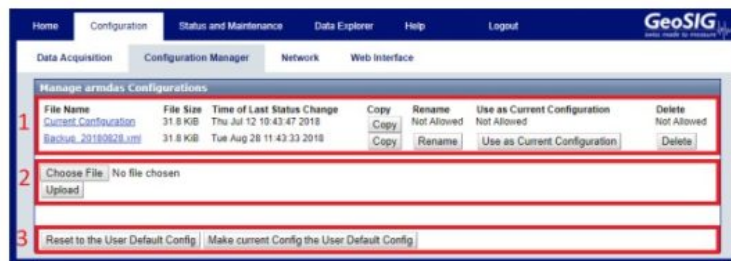 Home Configuration Status and Maintenance Data Explorer Help Logout GeoSIG
swiss made to measure
Data Acquisition Configuration Manager Network Web Interface
Manage armdas Configurations
1
File Name File Size Time of Last Status Change Copy Rename Use as Current Configuration Delete
Current Configuration 31.8 KiB Thu Jul 12 10:43:47 2018 Copy Not Allowed Not Allowed Not Allowed
Backup_20180828.xml 31.8 KiB Tue Aug 28 11:43:33 2018 Copy Rename Use as Current Configuration Delete
2
Choose File No file chosen
Upload
3
Reset to the User Default Config Make current Config the User Default Config